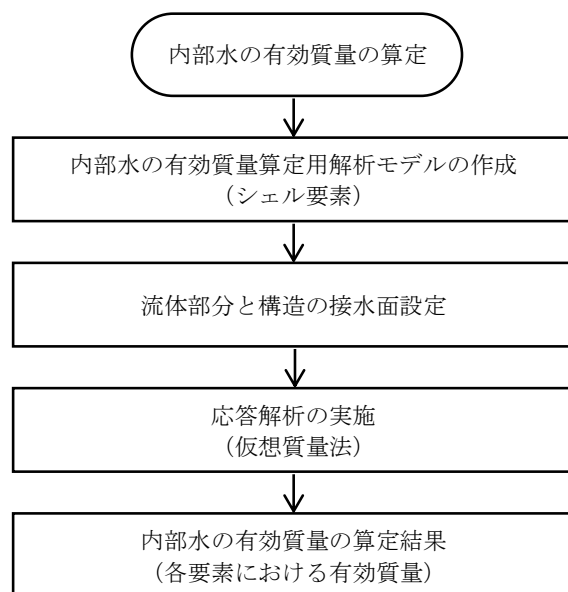 内部水の有効質量の算定
内部水の有効質量算定用解析モデルの作成
（シェル要素）
流体部分と構造の接水面設定
応答解析の実施
（仮想質量法）
内部水の有効質量の算定結果
（各要素における有効質量）